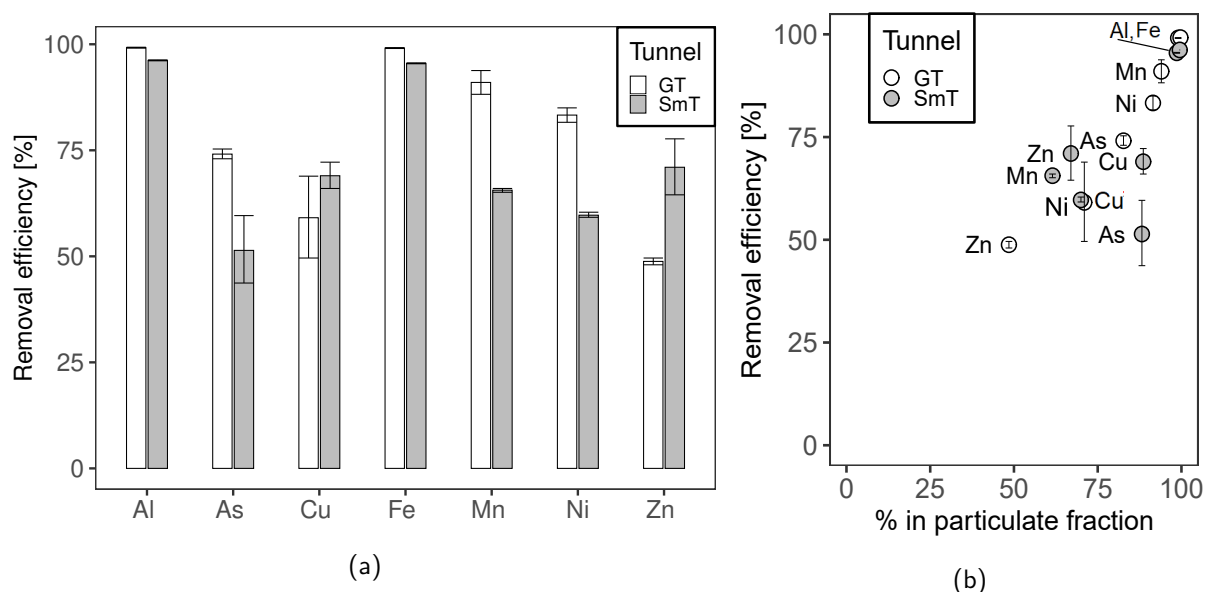 Removal efficiency [%]
100
75
50
25
0
Tunnel
GT
SmT
Al As Cu Fe Mn Ni Zn
(a)
Removal efficiency [%]
100
75
50
25
0
Tunnel
GT
SmT
Al,Fe
Mn
Ni
As
Zn
Cu
Mn
Ni
Cu
As
Zn
0 25 50 75 100
% in particulate fraction
(b)